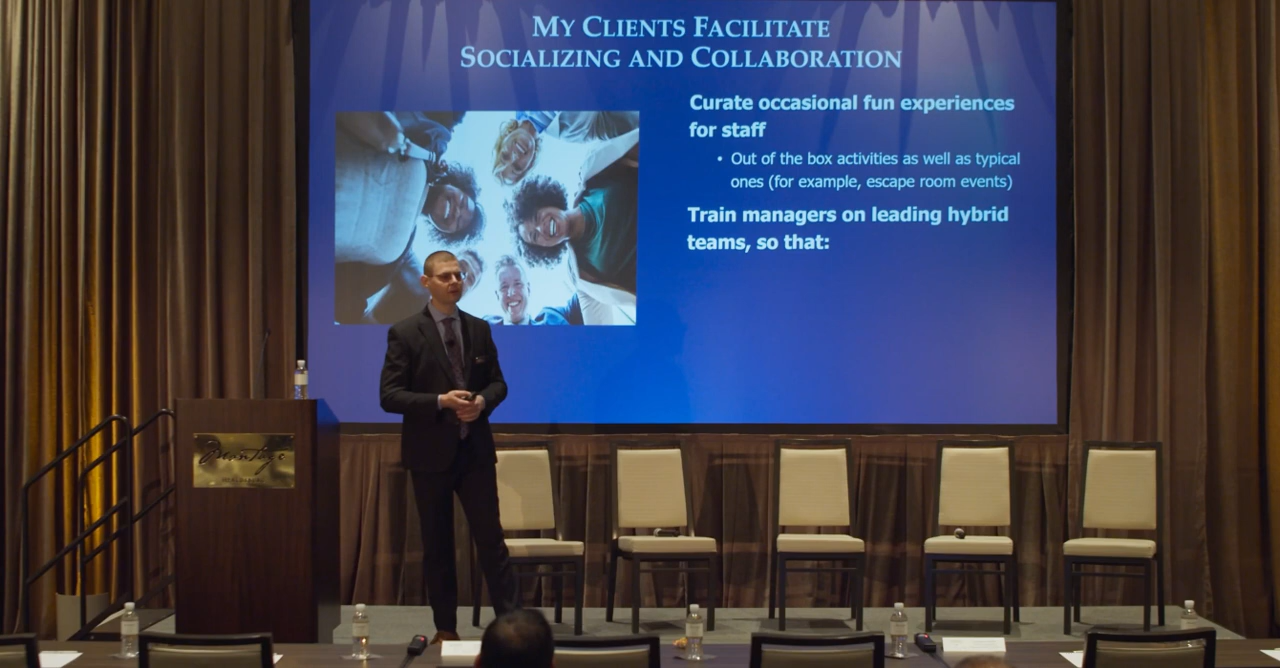 MY CLIENTS FACILITATE
SOCIALIZING AND COLLABORATION
Curate occasional fun experiences
for staff
• Out of the box activities as well as typical
ones (for example, escape room events)
Train managers on leading hybrid
teams, so that:
Montage